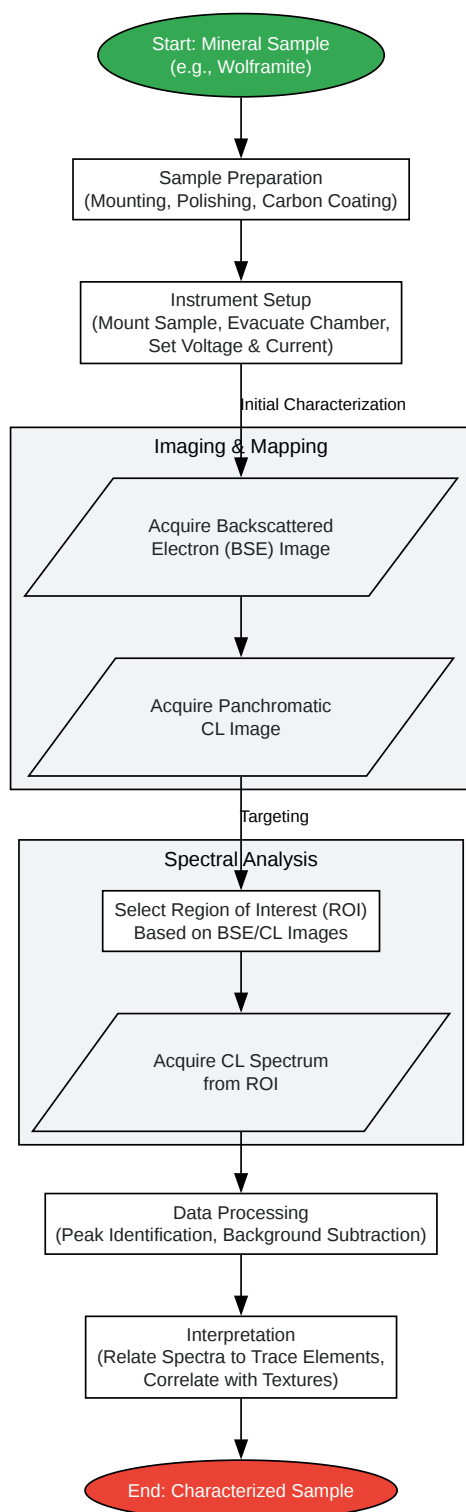 Start: Mineral Sample
(e.g., Wolframite)
Sample Preparation
(Mounting, Polishing, Carbon Coating)
Instrument Setup
(Mount Sample, Evacuate Chamber,
Set Voltage & Current)
Initial Characterization
Imaging & Mapping
Acquire Backscattered
Electron (BSE) Image
Acquire Panchromatic
CL Image
Targeting
Spectral Analysis
Select Region of Interest (ROI)
Based on BSE/CL Images
Acquire CL Spectrum
from ROI
Data Processing
(Peak Identification, Background Subtraction)
Interpretation
(Relate Spectra to Trace Elements,
Correlate with Textures)
End: Characterized Sample